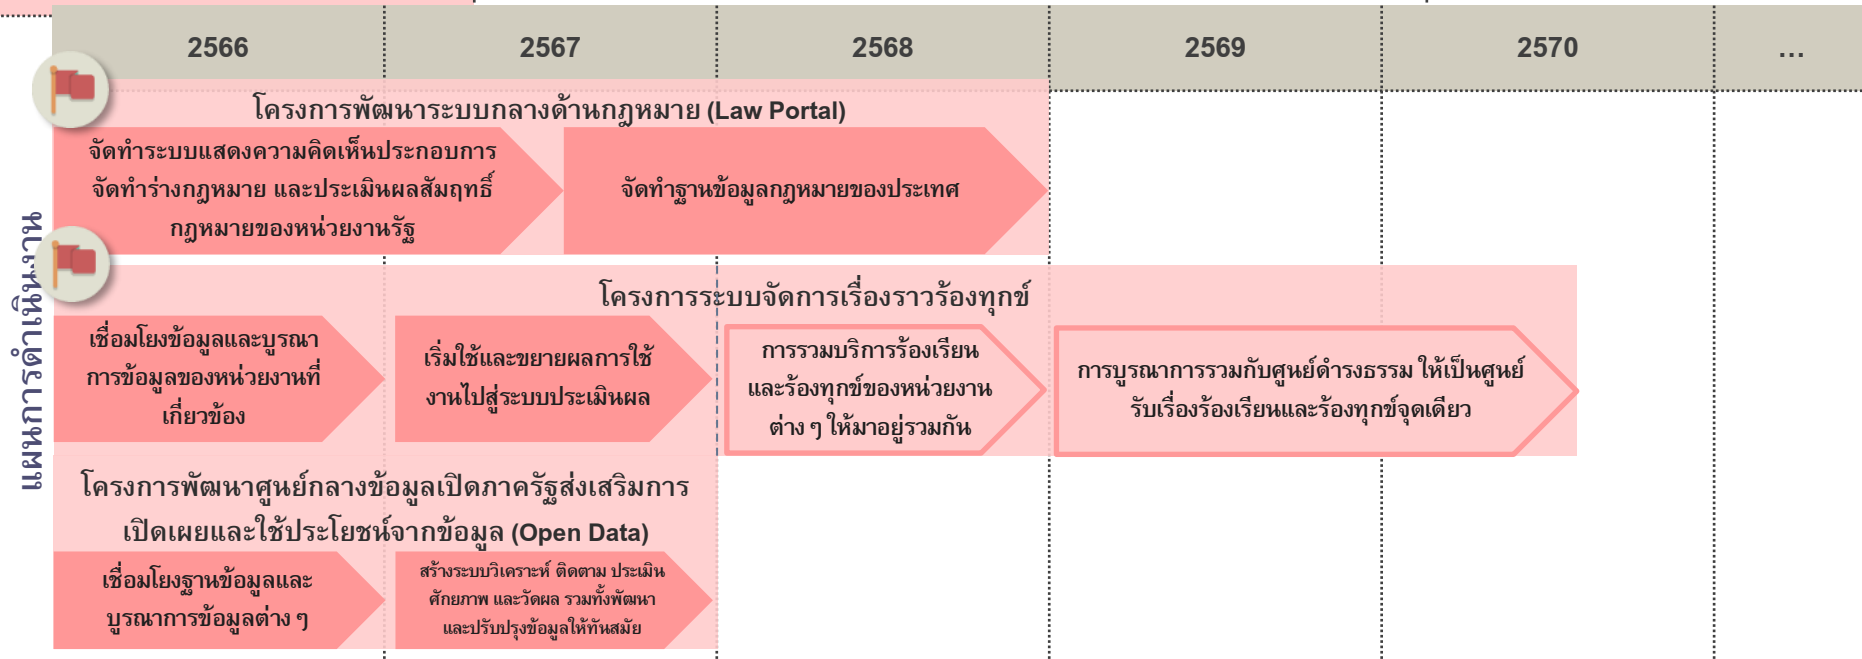 2566 2567 2568 2569 2570 ...
โครงการพัฒนาระบบกลางด้านกฎหมาย (Law Portal)
จัดทำระบบแสดงความคิดเห็นประกอบการ
จัดทำร่างกฎหมาย และประเมินผลสัมฤทธิ์
กฎหมายของหน่วยงานรัฐ
จัดทำฐานข้อมูลกฎหมายของประเทศ
แผนการดำเนินงาน
โครงการระบบจัดการเรื่องราวร้องทุกข์
เชื่อมโยงข้อมูลและบูรณา
การข้อมูลของหน่วยงานที่
เกี่ยวข้อง
เริ่มใช้และขยายผลการใช้
งานไปสู่ระบบประเมินผล
การรวมบริการร้องเรียน
และร้องทุกข์ของหน่วยงาน
ต่าง ๆ ให้มาอยู่รวมกัน
การบูรณาการรวมกับศูนย์ดำรงธรรม ให้เป็นศูนย์
รับเรื่องร้องเรียนและร้องทุกข์จุดเดียว
โครงการพัฒนาศูนย์กลางข้อมูลเปิดภาครัฐส่งเสริมการ
เปิดเผยและใช้ประโยชน์จากข้อมูล (Open Data)
เชื่อมโยงฐานข้อมูลและ
บูรณาการข้อมูลต่าง ๆ
สร้างระบบวิเคราะห์ ติดตาม ประเมิน
ศักยภาพ และวัดผล รวมทั้งพัฒนา
และปรับปรุงข้อมูลให้ทันสมัย